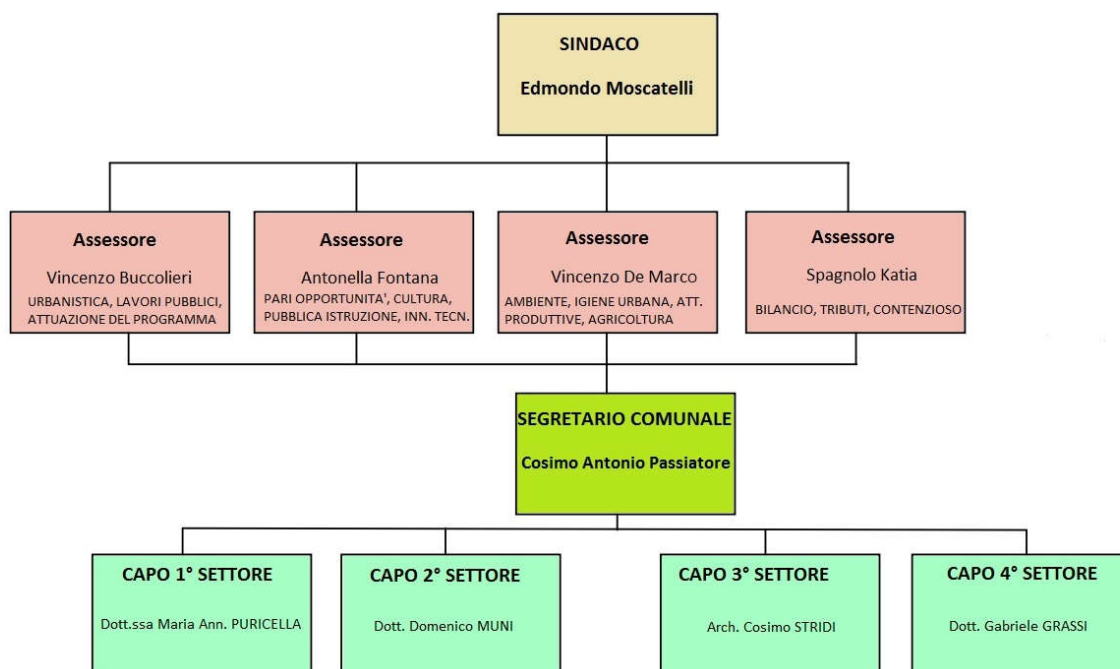 SINDACO
Edmondo Moscatelli
Assessore
Vincenzo Buccolieri
URBANISTICA, LAVORI PUBBLICI,
ATTUAZIONE DEL PROGRAMMA
Assessore
Antonella Fontana
PARI OPPORTUNITA', CULTURA,
PUBBLICA ISTRUZIONE, INN. TECN.
Assessore
Vincenzo De Marco
AMBIENTE, IGIENE URBANA, ATT.
PRODUTTIVE, AGRICOLTURA
Assessore
Spagnolo Katia
BILANCIO, TRIBUTI, CONTENZIOSO
SEGRETARIO COMUNALE
Cosimo Antonio Passiatore
CAPO 1° SETTORE
Dott.ssa Maria Ann. PURICELLA
CAPO 2° SETTORE
Dott. Domenico MUNI
CAPO 3° SETTORE
Arch. Cosimo STRIDI
CAPO 4° SETTORE
Dott. Gabriele GRASSI